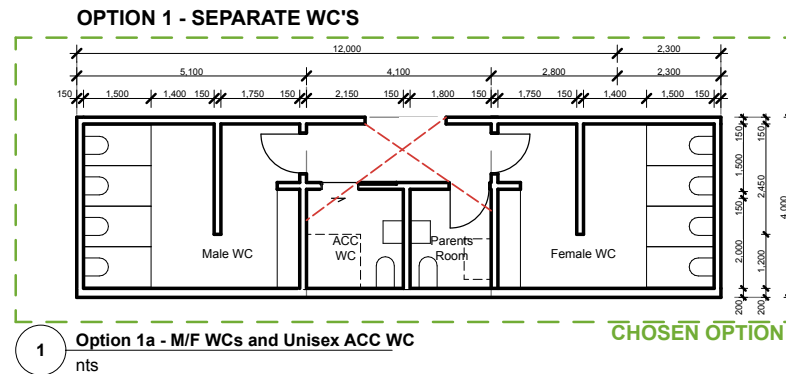 OPTION 1 - SEPARATE WC'S
12,000 2,300
5,100 4,100 2,800 2,300
150 1,500 1,400 150 1,750 150 2,150 150 1,800 150 1,750 150 1,400 1,500 150
150 150
1,500 2,450
150 4,000
2,000 1,200
200 200
Male WC
ACC
WC
Parents
Room
Female WC
CHOSEN OPTION
1 Option 1a - M/F WCs and Unisex ACC WC
nts